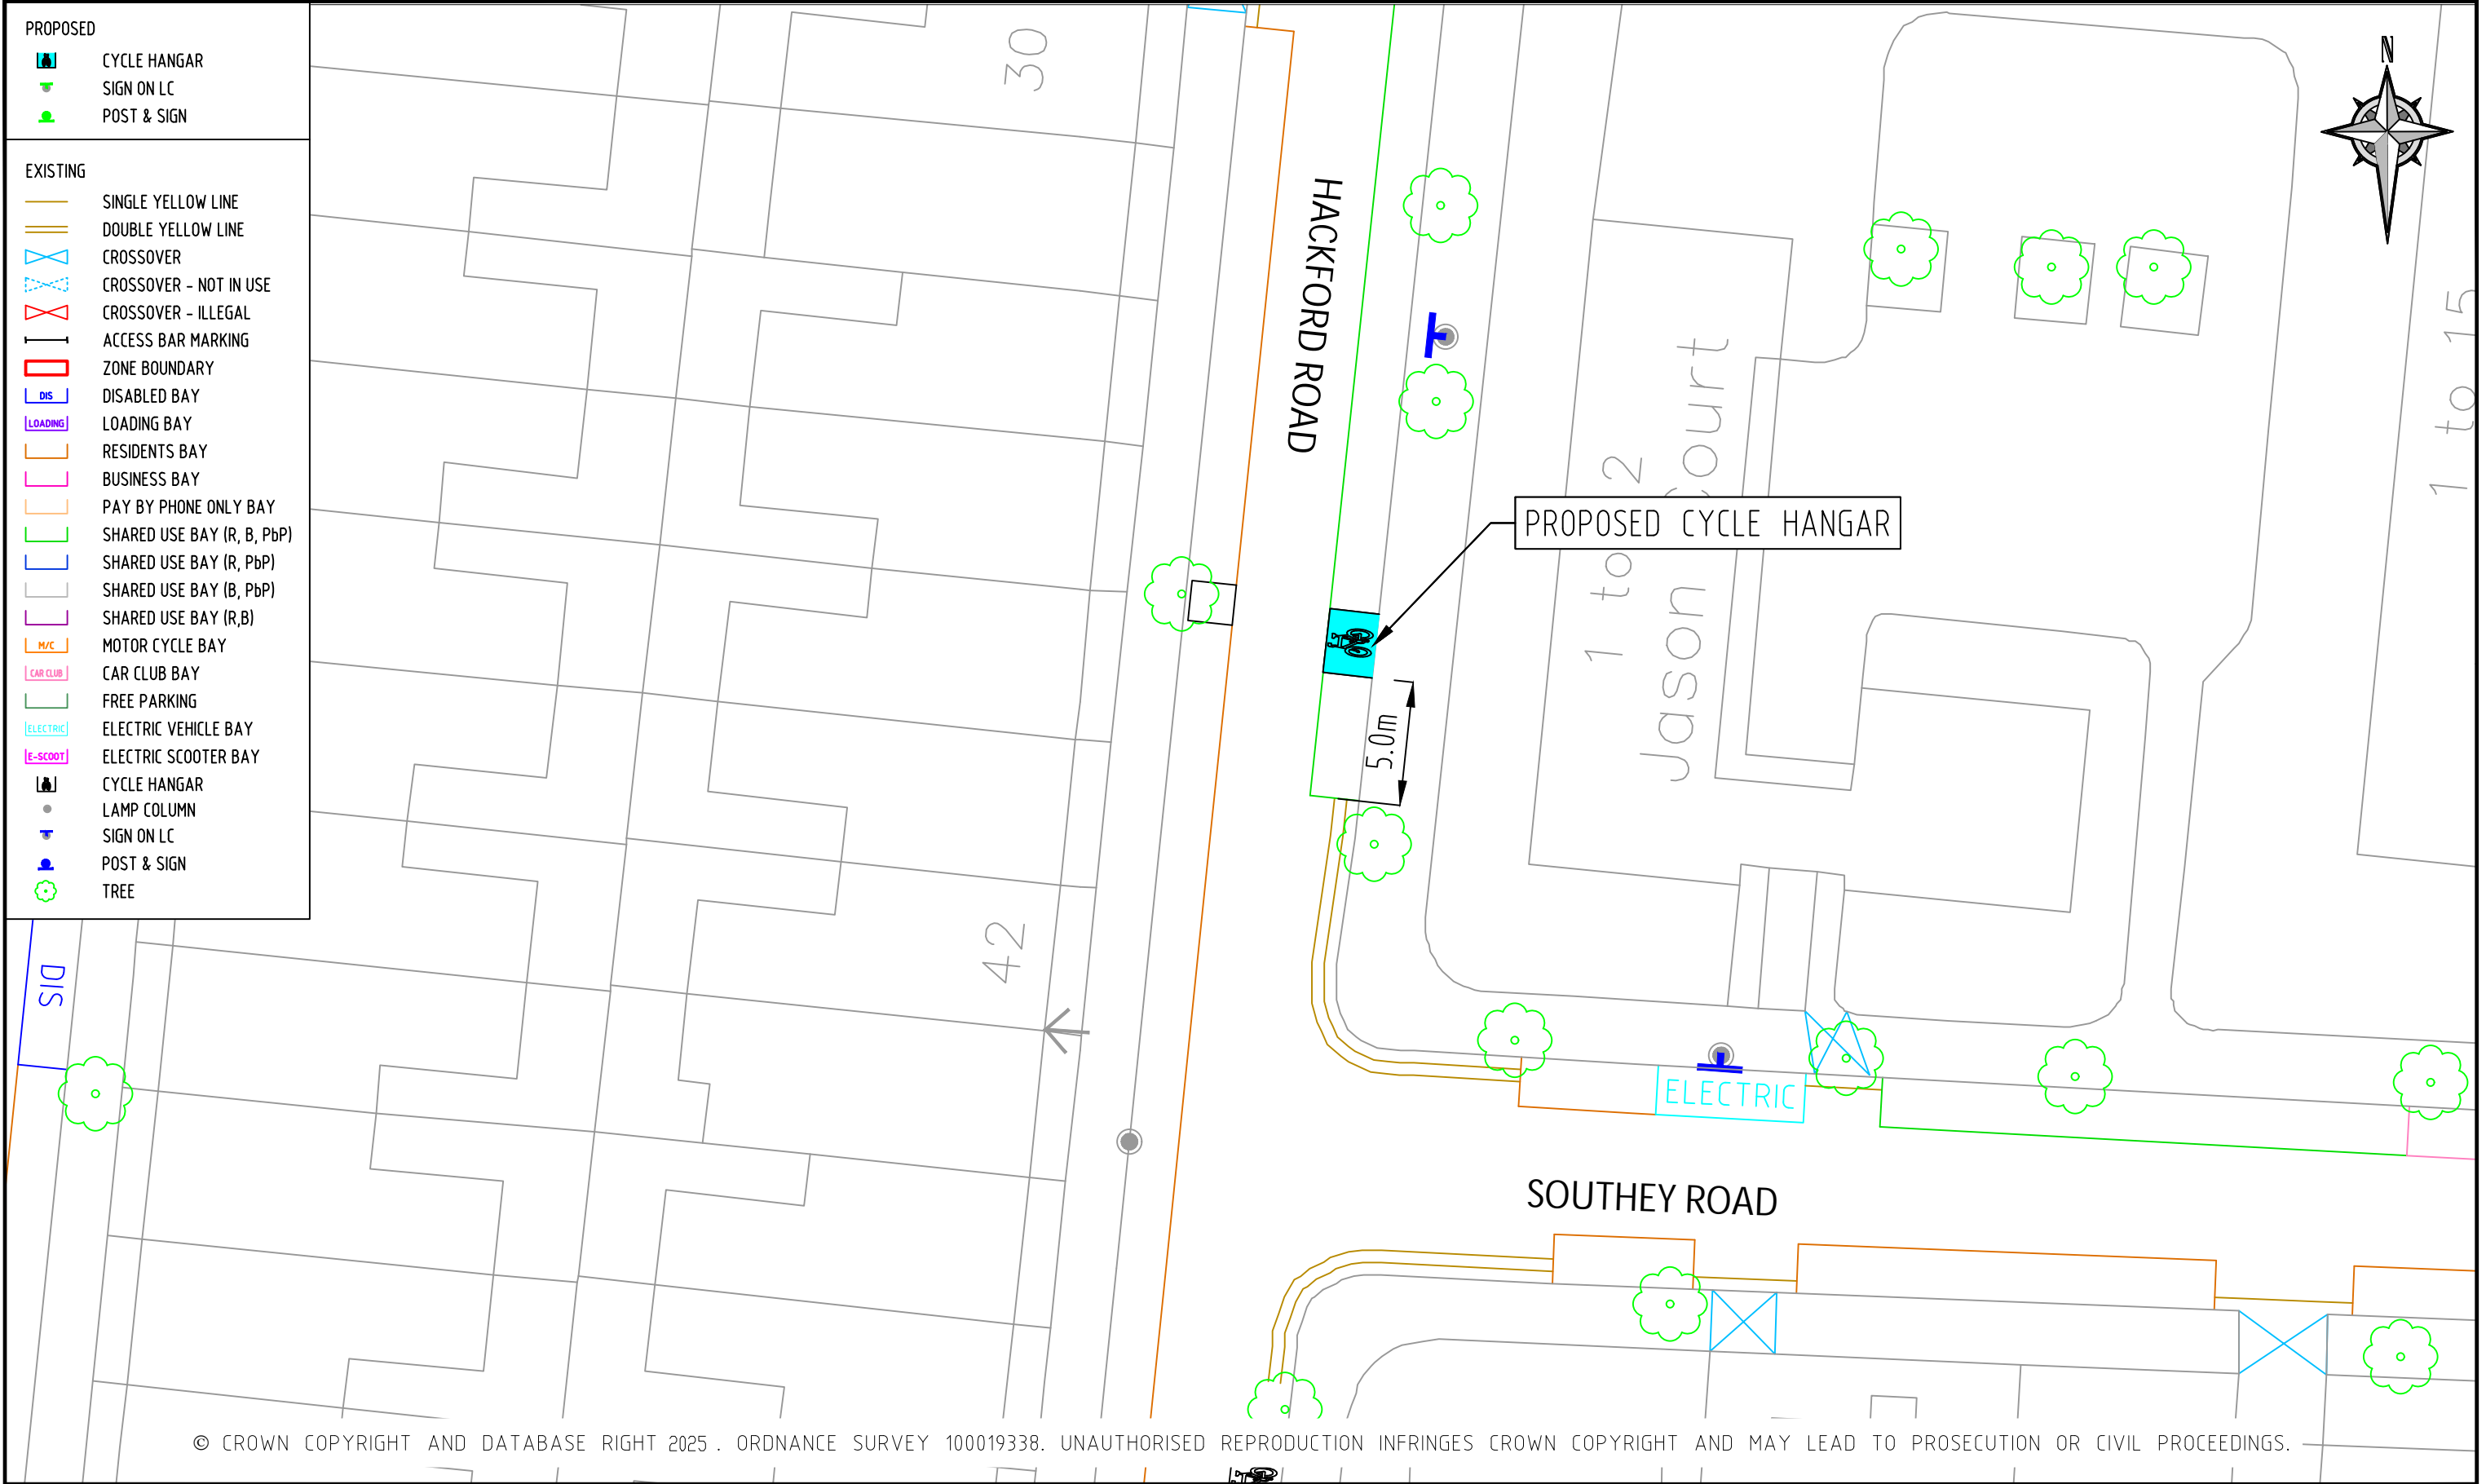 PROPOSED
CYCLE HANGAR
SIGN ON LC
POST & SIGN
EXISTING
SINGLE YELLOW LINE
DOUBLE YELLOW LINE
CROSSOVER
CROSSOVER - NOT IN USE
CROSSOVER - ILLEGAL
ACCESS BAR MARKING
ZONE BOUNDARY
DIS DISABLED BAY
LOADING LOADING BAY
RESIDENTS BAY
BUSINESS BAY
PAY BY PHONE ONLY BAY
SHARED USE BAY (R, B, PbP)
SHARED USE BAY (R, PbP)
SHARED USE BAY (B, PbP)
SHARED USE BAY (R,B)
M/C MOTOR CYCLE BAY
CAR CLUB CAR CLUB BAY
FREE PARKING
ELECTRIC ELECTRIC VEHICLE BAY
E-SCOOT ELECTRIC SCOOTER BAY
CYCLE HANGAR
LAMP COLUMN
SIGN ON LC
POST & SIGN
TREE
N
30
HACKFORD ROAD
1 to 15
PROPOSED CYCLE HANGAR
1 to 2
Jason Court
5.0m
42
DIS
ELECTRIC
SOUTHEY ROAD
© CROWN COPYRIGHT AND DATABASE RIGHT 2025 . ORDNANCE SURVEY 100019338. UNAUTHORISED REPRODUCTION INFRINGES CROWN COPYRIGHT AND MAY LEAD TO PROSECUTION OR CIVIL PROCEEDINGS.